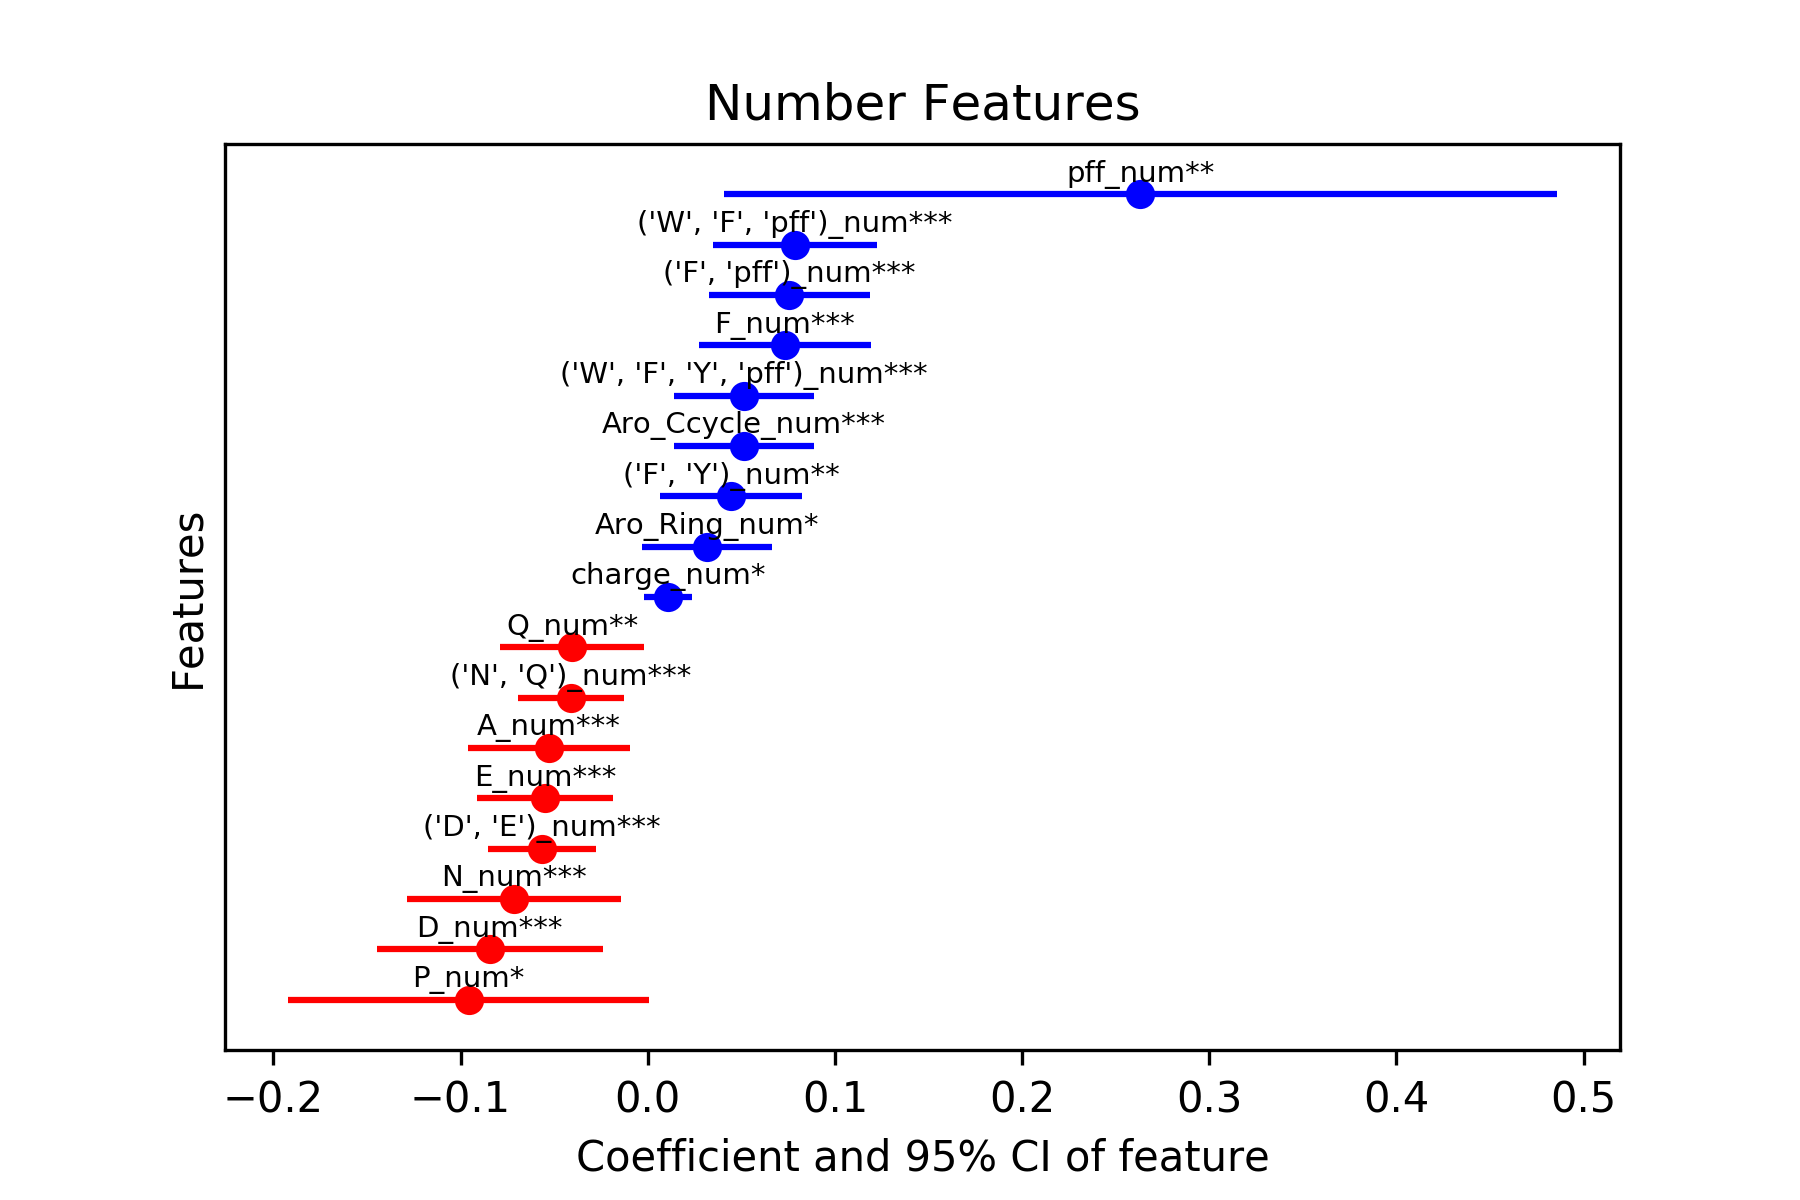 Number Features
pff_num**
('W', 'F', 'pff')_num***
('F', 'pff')_num***
F_num***
('W', 'F', 'Y', 'pff')_num***
Aro_Ccycle_num***
('F', 'Y')_num**
Aro_Ring_num*
charge_num*
Q_num**
('N', 'Q')_num***
A_num***
E_num***
('D', 'E')_num***
N_num***
D_num***
P_num*
Features
−0.2 −0.1 0.0 0.1 0.2 0.3 0.4 0.5
Coefficient and 95% CI of feature